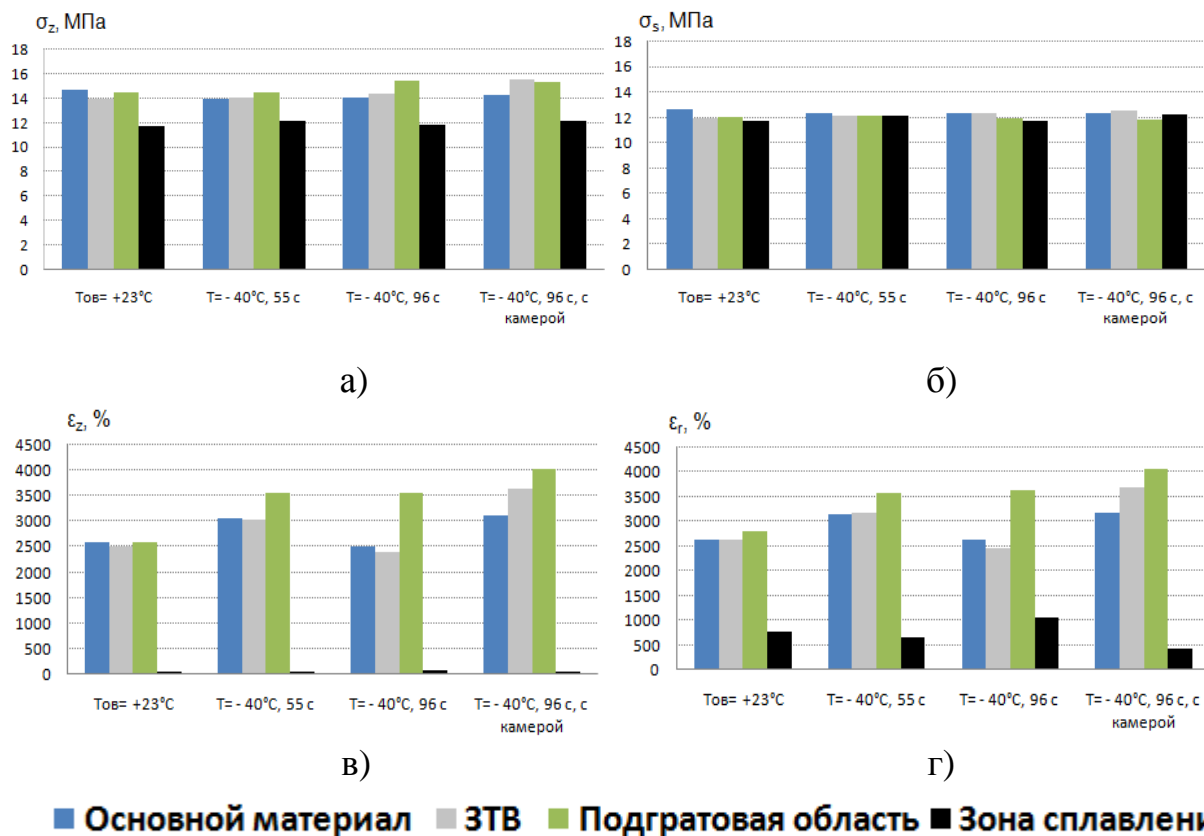 σz, МПа
18
16
14
12
10
8
6
4
2
0
Тов= +23°С
Т= - 40°С, 55 с
Т= - 40°С, 96 с
Т= - 40°С, 96 с, с
камерой
а)
σs, МПа
18
16
14
12
10
8
6
4
2
0
Тов= +23°С
Т= - 40°С, 55 с
Т= - 40°С, 96 с
Т= - 40°С, 96 с, с
камерой
б)
εz, %
4500
4000
3500
3000
2500
2000
1500
1000
500
0
Тов= +23°С
Т= - 40°С, 55 с
Т= - 40°С, 96 с
Т= - 40°С, 96 с, с
камерой
в)
εr, %
4500
4000
3500
3000
2500
2000
1500
1000
500
0
Тов= +23°С
Т= - 40°С, 55 с
Т= - 40°С, 96 с
Т= - 40°С, 96 с, с
камерой
г)
Основной материал ЗТВ Подгратовая область Зона сплавлен